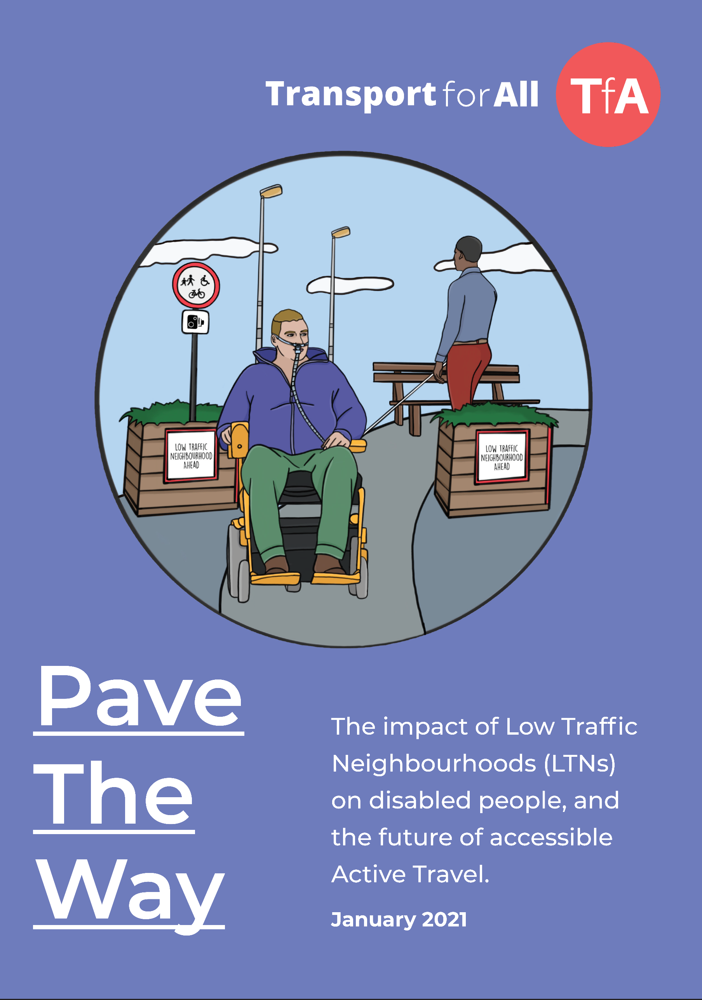 Transport for All
TfA
LOW TRAFFIC
NEIGHBOURHOOD
AHEAD
LOW TRAFFIC
NEIGHBOURHOOD
AHEAD
Pave
The
Way
The impact of Low Traffic
Neighbourhoods (LTNs)
on disabled people, and
the future of accessible
Active Travel.
January 2021